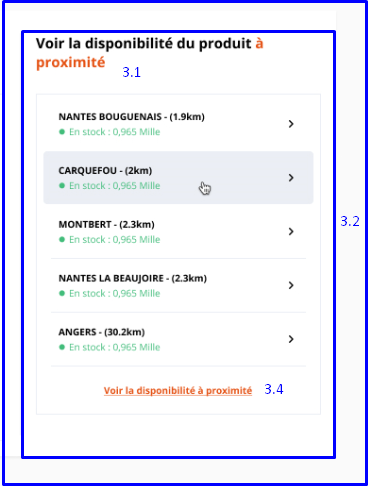 Voir la disponibilité du produit à
proximité
3.1
NANTES BOUGUENAIS - (1.9km)
En stock : 0,965 Mille
CARQUEFOU - (2km)
En stock : 0,965 Mille
3.2
MONTBERT - (2.3km)
En stock : 0,965 Mille
NANTES LA BEAUJOIRE - (2.3km)
En stock : 0,965 Mille
ANGERS - (30.2km)
En stock : 0,965 Mille
Voir la disponibilité à proximité 3.4